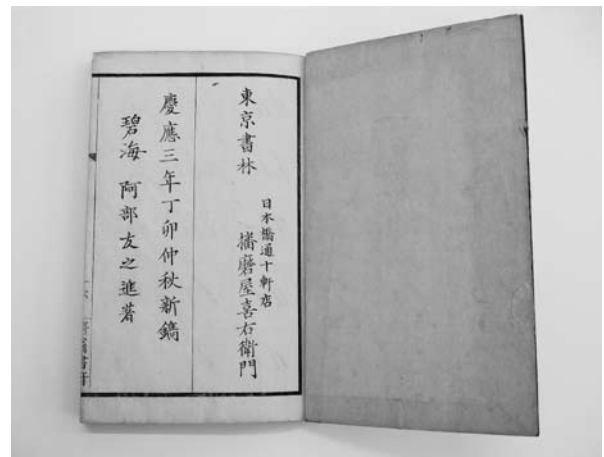 東京書林
日本橋通十軒店
播磨屋喜右衛門
慶應三年丁卯仲秋新鐫
碧海 阿部友之進著